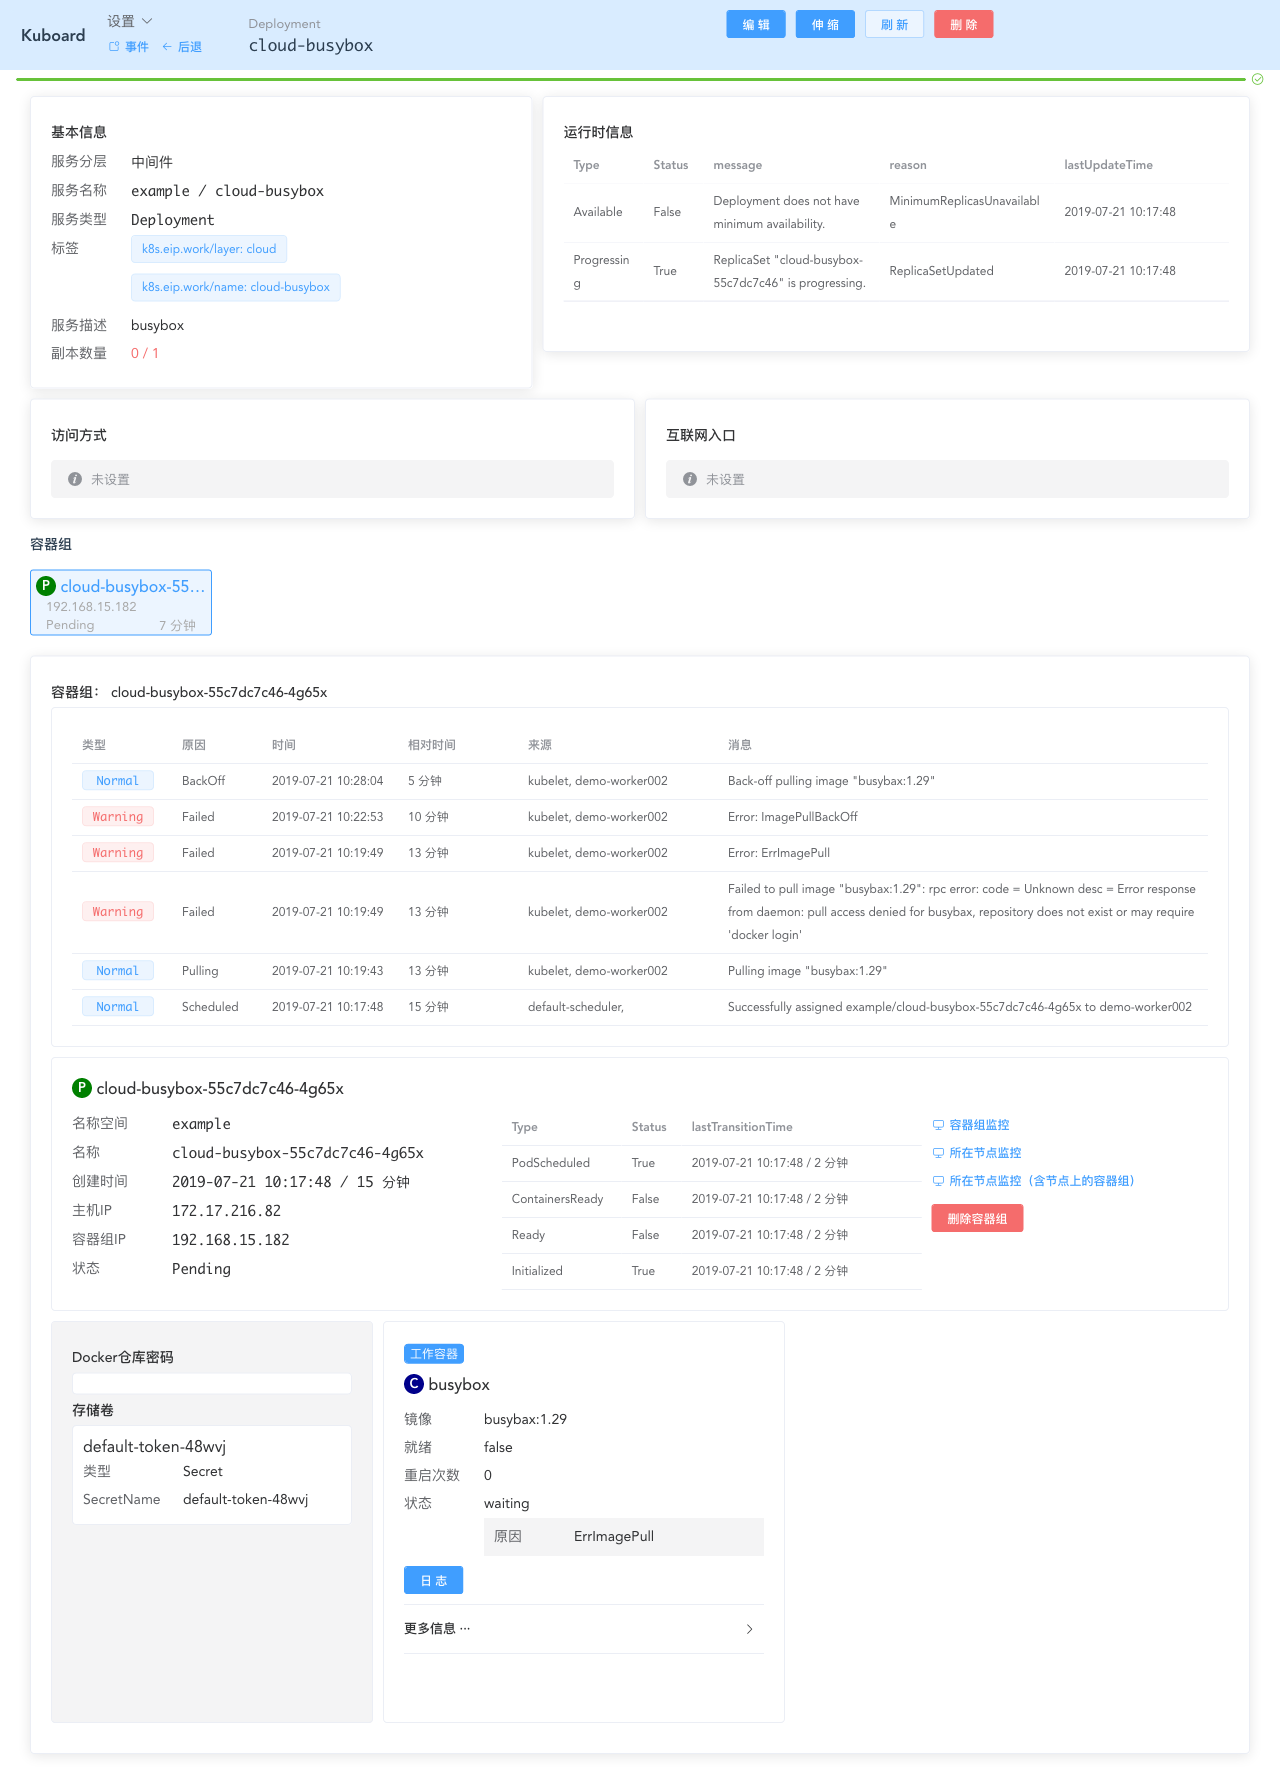 Kuboard
设置
事件 后退
Deployment
cloud-busybox
编 辑 伸 缩 刷 新 删 除
基本信息
服务分层 中间件
服务名称 example / cloud-busybox
服务类型 Deployment
标签 k8s.eip.work/layer: cloud
k8s.eip.work/name: cloud-busybox
服务描述 busybox
副本数量 0 / 1
运行时信息
Type Status message reason lastUpdateTime
Available False Deployment does not have minimum availability. MinimumReplicasUnavailable 2019-07-21 10:17:48
Progressing True ReplicaSet "cloud-busybox-55c7dc7c46" is progressing. ReplicaSetUpdated 2019-07-21 10:17:48
访问方式
未设置
互联网入口
未设置
容器组
P cloud-busybox-55...
192.168.15.182
Pending 7 分钟
容器组： cloud-busybox-55c7dc7c46-4g65x
类型 原因 时间 相对时间 来源 消息
Normal BackOff 2019-07-21 10:28:04 5 分钟 kubelet, demo-worker002 Back-off pulling image "busybax:1.29"
Warning Failed 2019-07-21 10:22:53 10 分钟 kubelet, demo-worker002 Error: ImagePullBackOff
Warning Failed 2019-07-21 10:19:49 13 分钟 kubelet, demo-worker002 Error: ErrImagePull
Warning Failed 2019-07-21 10:19:49 13 分钟 kubelet, demo-worker002 Failed to pull image "busybax:1.29": rpc error: code = Unknown desc = Error response
from daemon: pull access denied for busybax, repository does not exist or may require
'docker login'
Normal Pulling 2019-07-21 10:19:43 13 分钟 kubelet, demo-worker002 Pulling image "busybax:1.29"
Normal Scheduled 2019-07-21 10:17:48 15 分钟 default-scheduler, Successfully assigned example/cloud-busybox-55c7dc7c46-4g65x to demo-worker002
P cloud-busybox-55c7dc7c46-4g65x
名称空间 example
名称 cloud-busybox-55c7dc7c46-4g65x
创建时间 2019-07-21 10:17:48 / 15 分钟
主机IP 172.17.216.82
容器组IP 192.168.15.182
状态 Pending
Type Status lastTransitionTime
PodScheduled True 2019-07-21 10:17:48 / 2 分钟
ContainersReady False 2019-07-21 10:17:48 / 2 分钟
Ready False 2019-07-21 10:17:48 / 2 分钟
Initialized True 2019-07-21 10:17:48 / 2 分钟
容器组监控
所在节点监控
所在节点监控（含节点上的容器组）
删除容器组
Docker仓库密码
存储卷
default-token-48wvj
类型 Secret
SecretName default-token-48wvj
工作容器
C busybox
镜像 busybax:1.29
就绪 false
重启次数 0
状态 waiting
原因 ErrImagePull
日 志
更多信息 ...